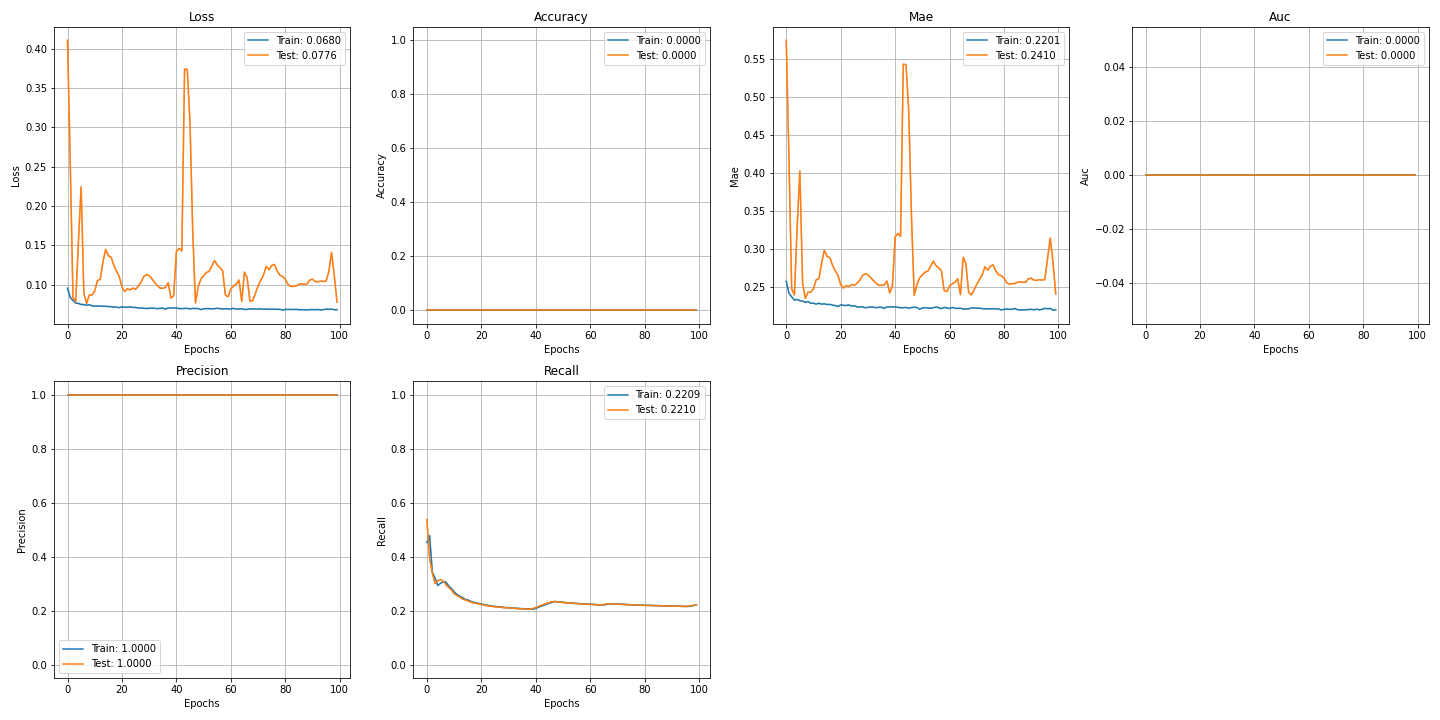 Loss
Train: 0.0680
Test: 0.0776
0.40
0.35
0.30
0.25
0.20
0.15
0.10
Loss
0 20 40 60 80 100
Epochs
Accuracy
Train: 0.0000
Test: 0.0000
1.0
0.8
0.6
0.4
0.2
0.0
Accuracy
0 20 40 60 80 100
Epochs
Mae
Train: 0.2201
Test: 0.2410
0.55
0.50
0.45
0.40
0.35
0.30
0.25
Mae
0 20 40 60 80 100
Epochs
Auc
Train: 0.0000
Test: 0.0000
0.04
0.02
0.00
−0.02
−0.04
Auc
0 20 40 60 80 100
Epochs
Precision
1.0
0.8
0.6
0.4
0.2
0.0
Precision
Train: 1.0000
Test: 1.0000
0 20 40 60 80 100
Epochs
Recall
Train: 0.2209
Test: 0.2210
1.0
0.8
0.6
0.4
0.2
0.0
Recall
0 20 40 60 80 100
Epochs